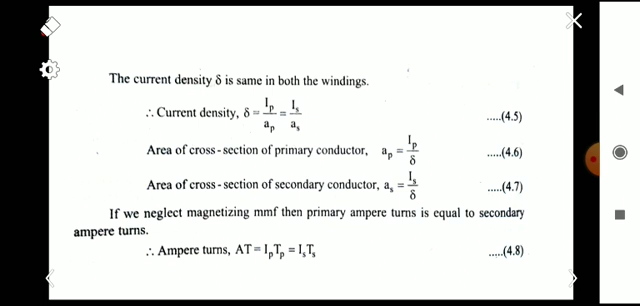 The current density δ is same in both the windings.
∴ Current density, δ = Ip/ap = Is/as .....(4.5)
Area of cross-section of primary conductor, ap = Ip/δ .....(4.6)
Area of cross-section of secondary conductor, as = Is/δ .....(4.7)
If we neglect magnetizing mmf then primary ampere turns is equal to secondary
ampere turns.
∴ Ampere turns, AT = IpTp = IsTs .....(4.8)